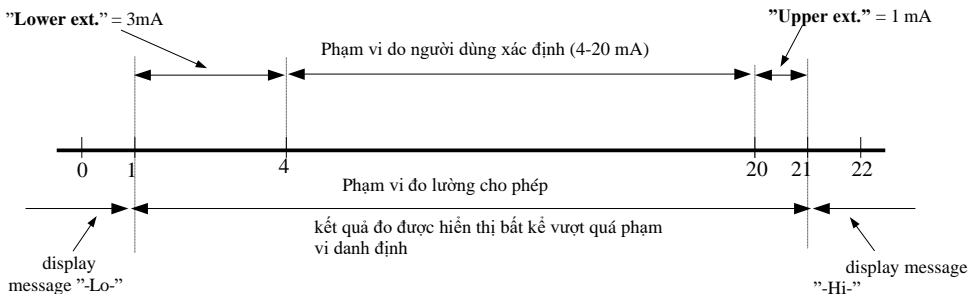 ”Lower ext.” = 3mA
”Upper ext.” = 1 mA
Phạm vi do người dùng xác định (4-20 mA)
0 1 4 20 21 22
Phạm vi đo lường cho phép
kết quả đo được hiển thị bất kể vượt quá phạm
vi danh định
display
message ”-Lo-”
display message
”-Hi-”